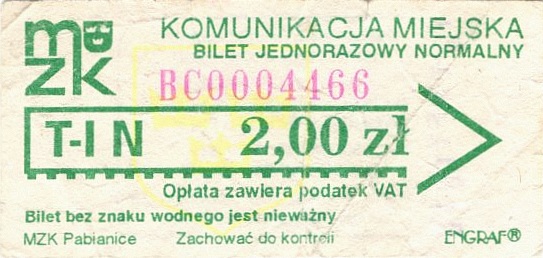 mzk
KOMUNIKACJA MIEJSKA
BILET JEDNORAZOWY NORMALNY
BC0004466
T-I N 2,00 zł
Opłata zawiera podatek VAT
Bilet bez znaku wodnego jest nieważny
MZK Pabianice Zachować do kontroli ENGRAF®